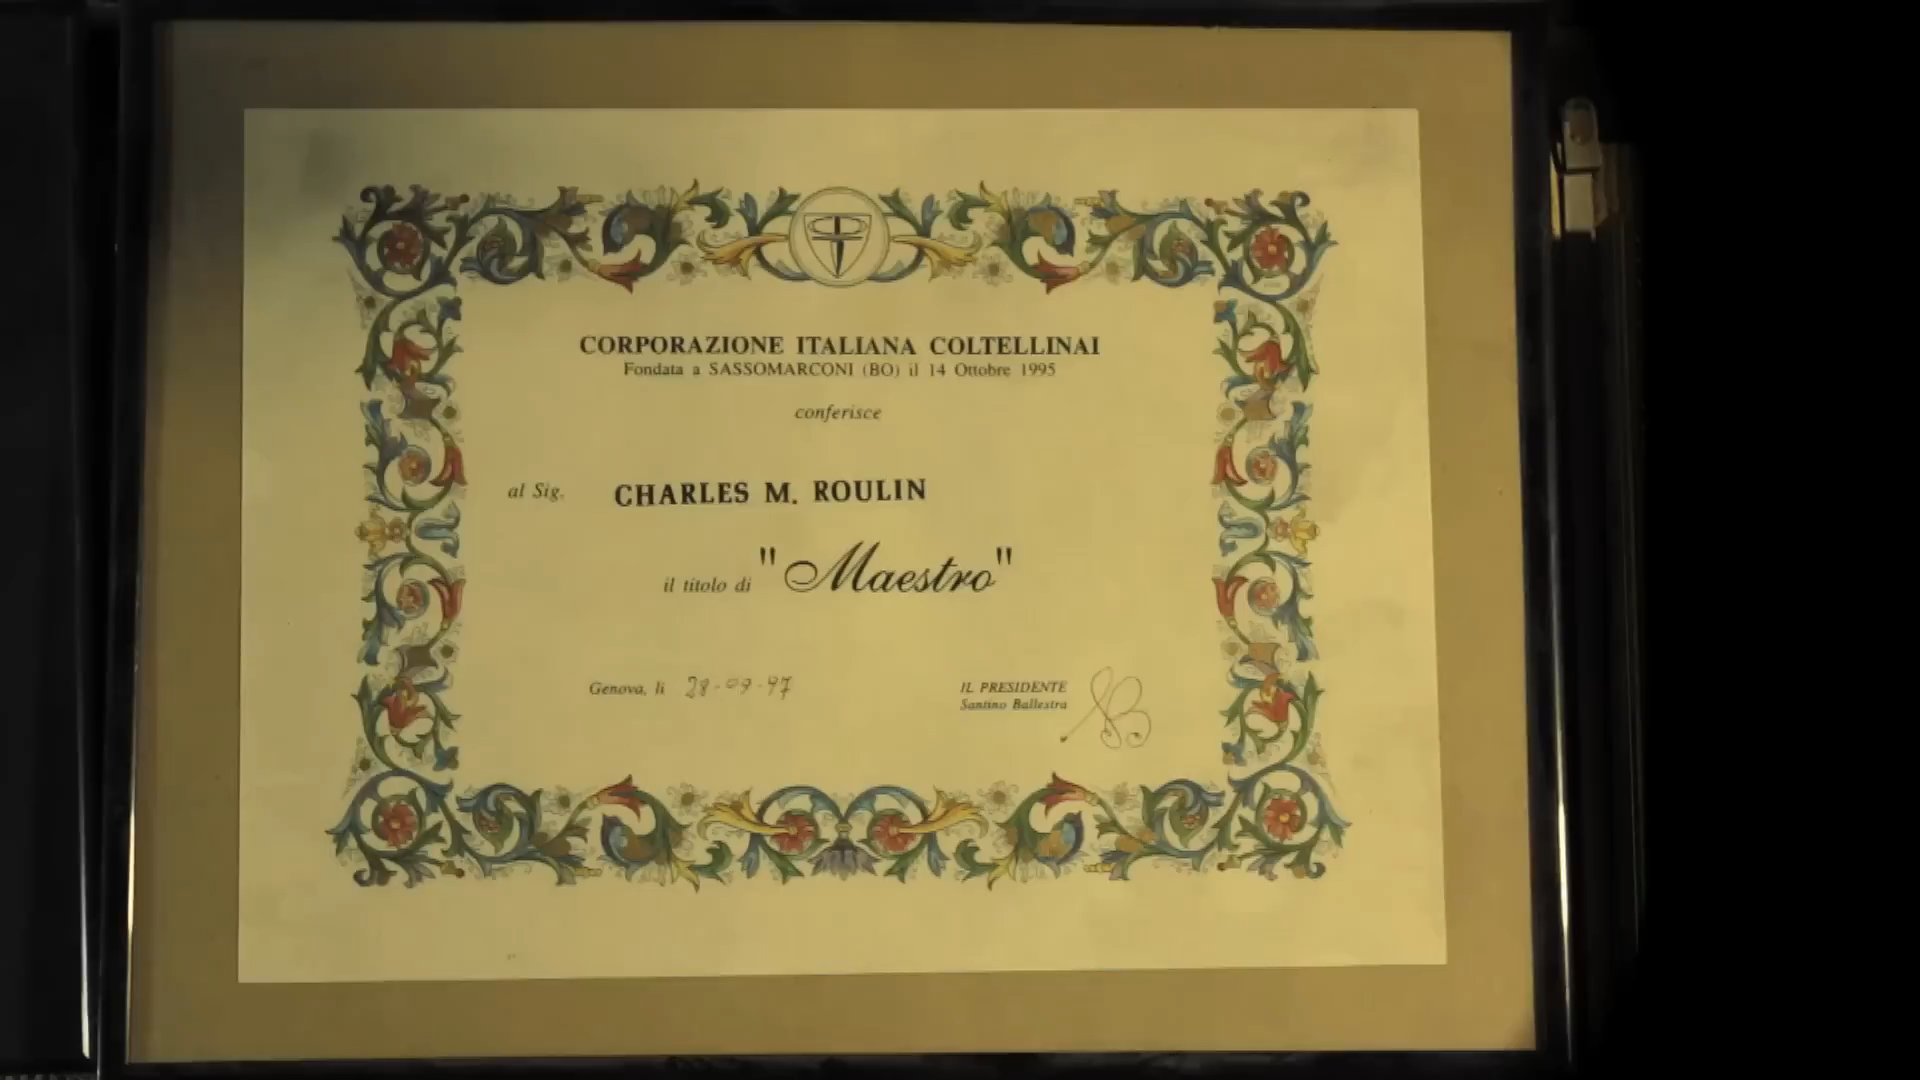 CORPORAZIONE ITALIANA COLTELLINAI
Fondata a SASSOMARCONI (BO) il 14 Ottobre 1995
conferisce
al Sig. CHARLES M. ROULIN
il titolo di "Maestro"
Genova, li 28-09-97
IL PRESIDENTE
Santino Ballestra